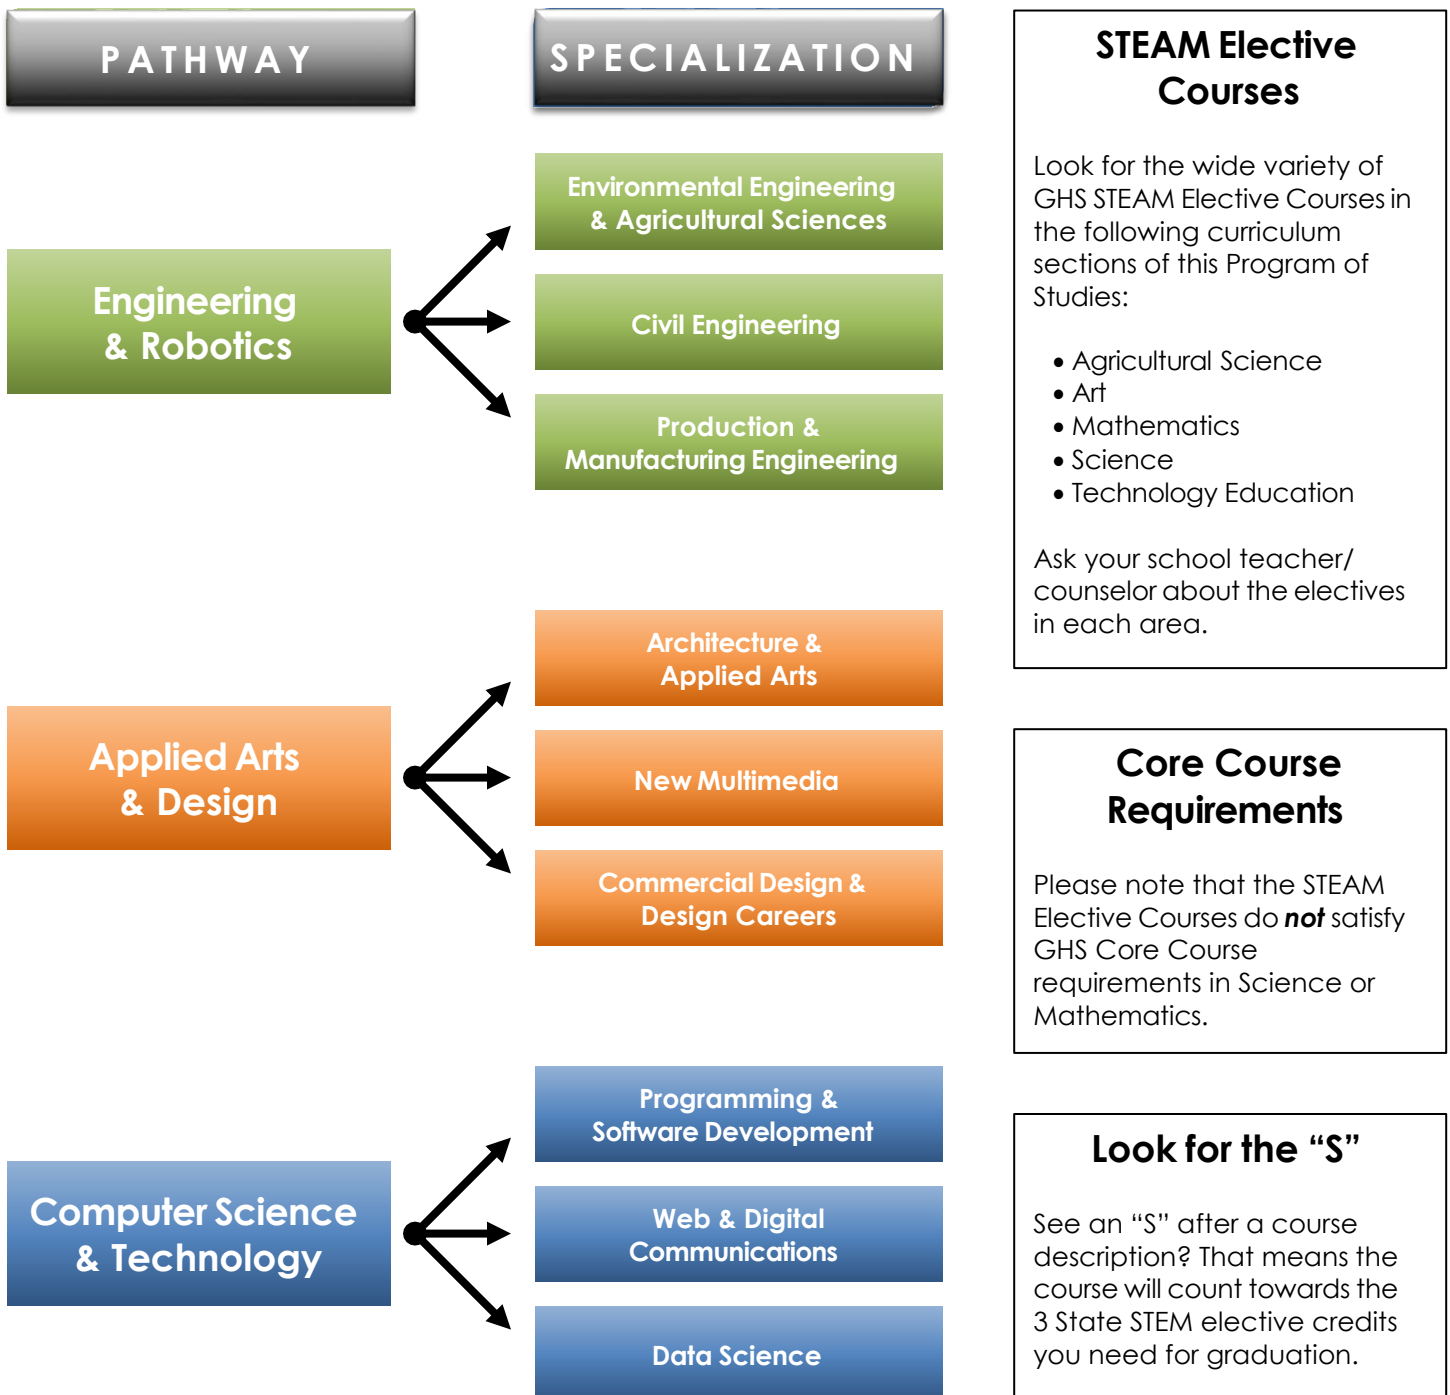 PATHWAY
SPECIALIZATION
Engineering
& Robotics
Environmental Engineering
& Agricultural Sciences
Civil Engineering
Production &
Manufacturing Engineering
Applied Arts
& Design
Architecture &
Applied Arts
New Multimedia
Commercial Design &
Design Careers
Computer Science
& Technology
Programming &
Software Development
Web & Digital
Communications
Data Science
STEAM Elective
Courses
Look for the wide variety of
GHS STEAM Elective Courses in
the following curriculum
sections of this Program of
Studies:
• Agricultural Science
• Art
• Mathematics
• Science
• Technology Education
Ask your school teacher/
counselor about the electives
in each area.
Core Course
Requirements
Please note that the STEAM
Elective Courses do not satisfy
GHS Core Course
requirements in Science or
Mathematics.
Look for the “S”
See an “S” after a course
description? That means the
course will count towards the
3 State STEM elective credits
you need for graduation.